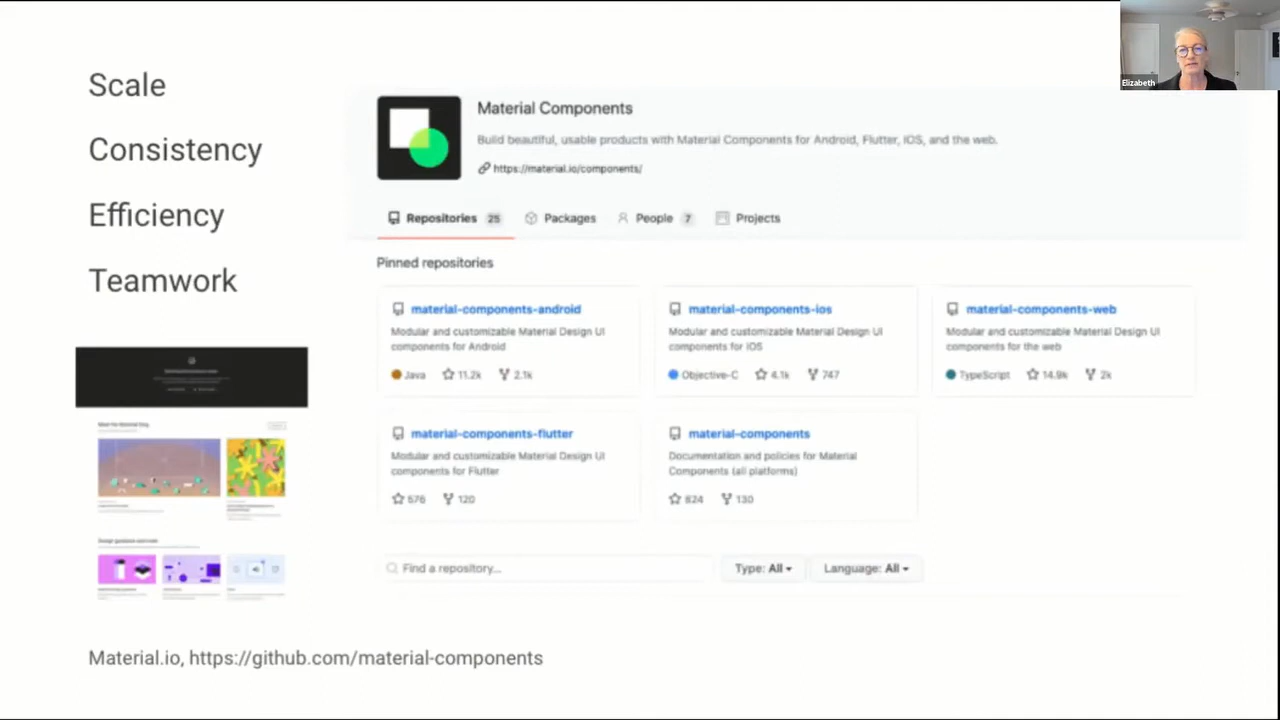 Elizabeth
Scale
Consistency
Efficiency
Teamwork
Material Components
Build beautiful, usable products with Material Components for Android, Flutter, iOS, and the web.
https://material.io/components/
Repositories 25 Packages People 7 Projects
Pinned repositories
material-components-android
Modular and customizable Material Design UI
components for Android
Java 11.2k 2.1k
material-components-ios
Modular and customizable Material Design UI
components for iOS
Objective-C 4.1k 747
material-components-web
Modular and customizable Material Design UI
components for the web
TypeScript 14.9k 2k
material-components-flutter
Modular and customizable Material Design UI
components for Flutter
576 120
material-components
Documentation and policies for Material
Components (all platforms)
824 130
Find a repository...
Type: All
Language: All
Material.io, https://github.com/material-components